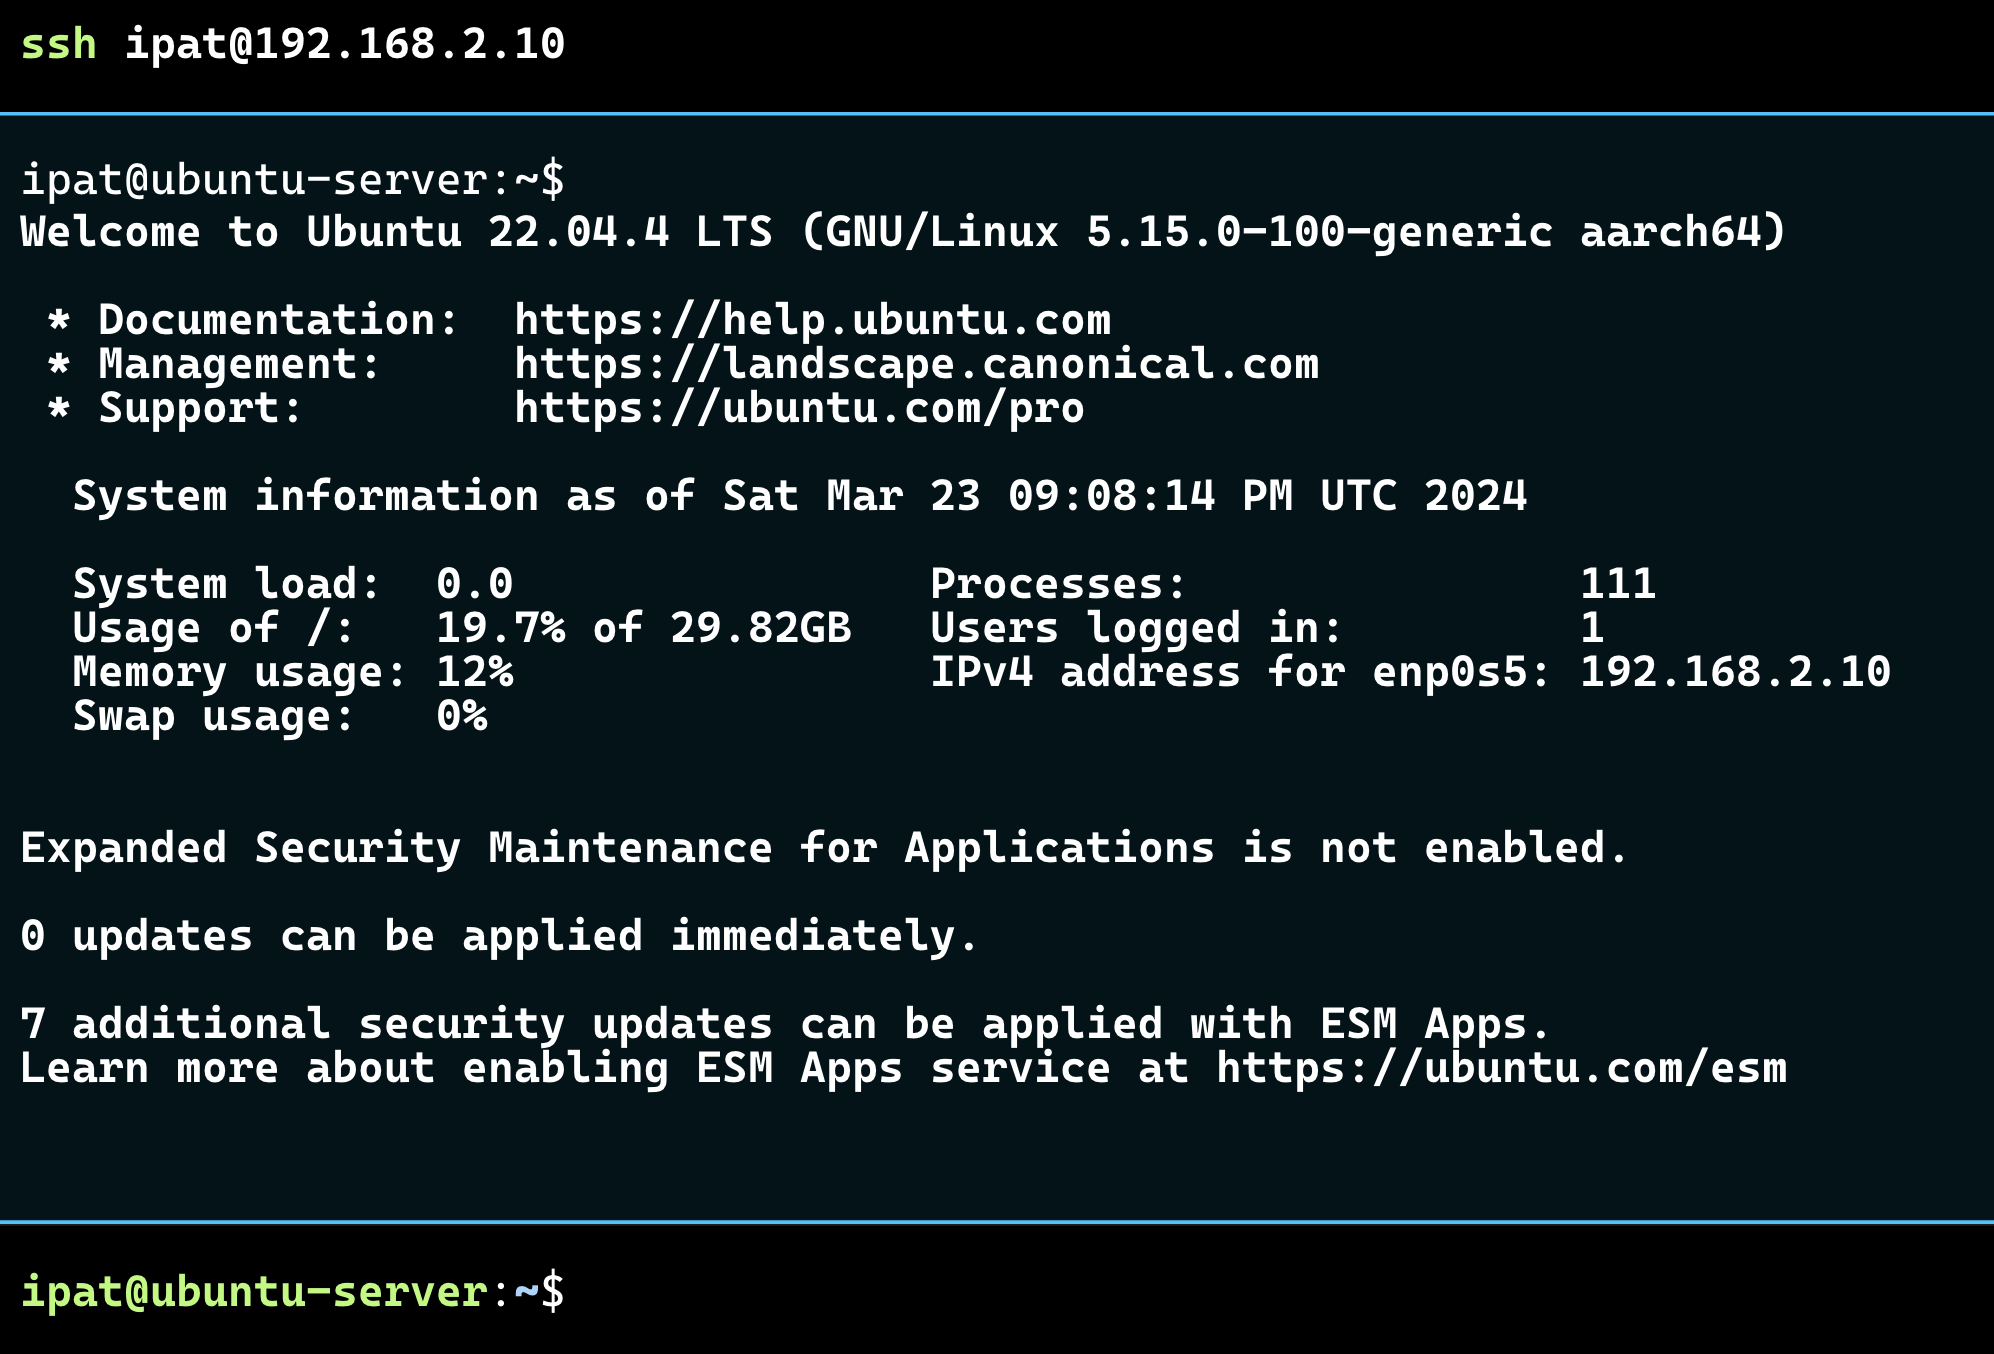 ssh ipat@192.168.2.10
ipat@ubuntu-server:~$
Welcome to Ubuntu 22.04.4 LTS (GNU/Linux 5.15.0-100-generic aarch64)
 * Documentation:  https://help.ubuntu.com
 * Management:     https://landscape.canonical.com
 * Support:        https://ubuntu.com/pro
  System information as of Sat Mar 23 09:08:14 PM UTC 2024
  System load:  0.0                Processes:               111
  Usage of /:   19.7% of 29.82GB   Users logged in:         1
  Memory usage: 12%                IPv4 address for enp0s5: 192.168.2.10
  Swap usage:   0%
Expanded Security Maintenance for Applications is not enabled.
0 updates can be applied immediately.
7 additional security updates can be applied with ESM Apps.
Learn more about enabling ESM Apps service at https://ubuntu.com/esm
ipat@ubuntu-server:~$